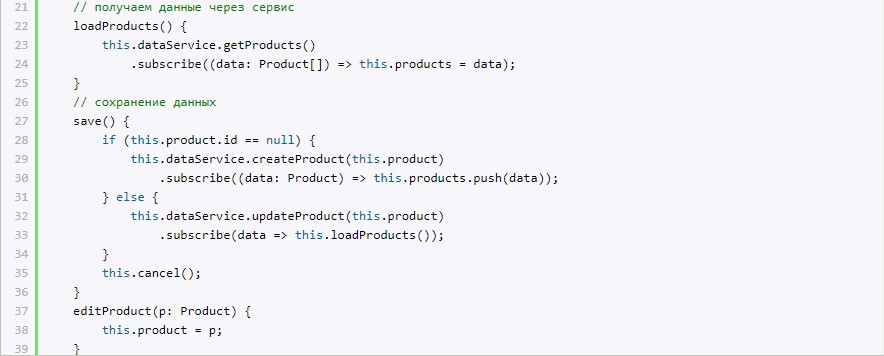 21 // получаем данные через сервис
22 loadProducts() {
23 this.dataService.getProducts()
24 .subscribe((data: Product[]) => this.products = data);
25 }
26 // сохранение данных
27 save() {
28 if (this.product.id == null) {
29 this.dataService.createProduct(this.product)
30 .subscribe((data: Product) => this.products.push(data));
31 } else {
32 this.dataService.updateProduct(this.product)
33 .subscribe(data => this.loadProducts());
34 }
35 this.cancel();
36 }
37 editProduct(p: Product) {
38 this.product = p;
39 }